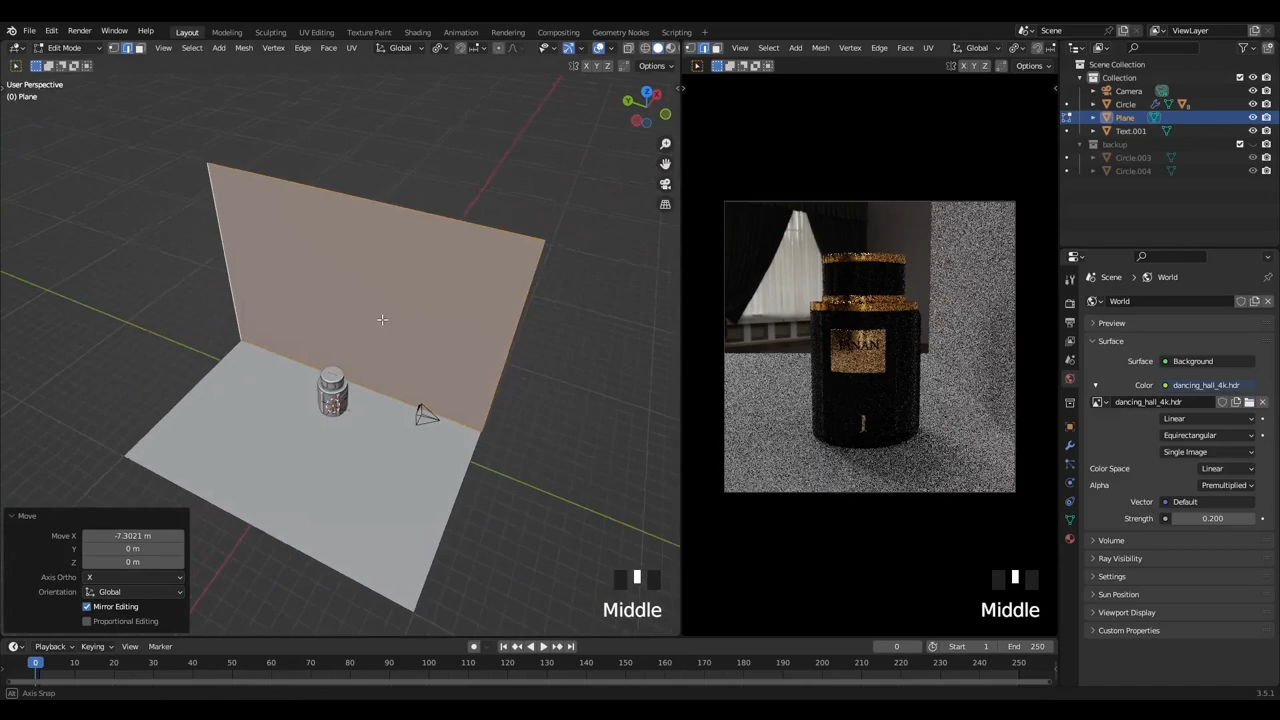 File Edit Render Window Help Layout Modeling Sculpting UV Editing Texture Paint Shading Animation Rendering Compositing Geometry Nodes Scripting + Scene ViewLayer
Edit Mode View Select Add Mesh Vertex Edge Face UV Global
View Select Add Mesh Vertex Edge Face UV Global
X Y Z Options
X Y Z Options
User Perspective
(0) Plane
Z X Y
Scene Collection
Collection
Camera
Circle
Plane
Text.001
backup
Circle.003
Circle.004
Scene World
World
Preview
Surface
Surface Background
Color dancing_hall_4k.hdr
dancing_hall_4k.hdr
Linear
Equirectangular
Single Image
Color Space Linear
Alpha Premultiplied
Vector Default
Strength 0.200
Volume
Ray Visibility
Settings
Sun Position
Viewport Display
Custom Properties
Move
Move X -7.3021 m
Y 0 m
Z 0 m
Axis Ortho X
Orientation Global
Mirror Editing
Proportional Editing
Middle
Middle
Playback Keying View Marker 0 Start 1 End 250
0 10 20 30 40 50 60 70 80 90 100 110 120 130 140 150 160 170 180 190 200 210 220 230 240 250
Alt Axis Snap 3.5.1